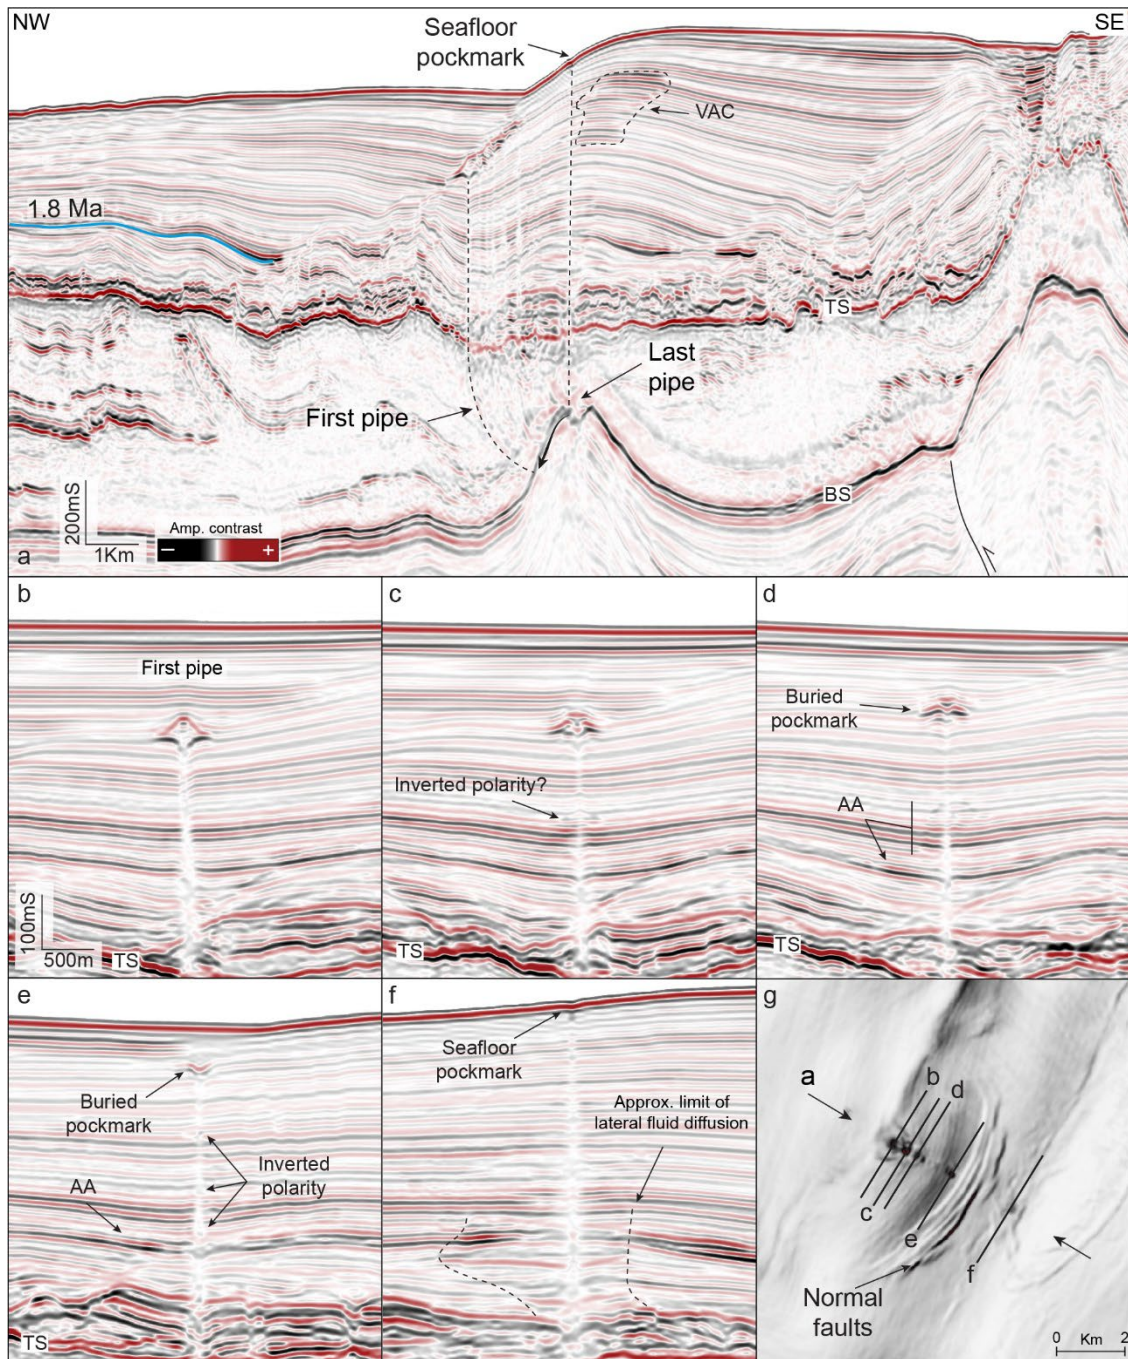 NW
SE
Seafloor
pockmark
VAC
1.8 Ma
TS
Last
pipe
First pipe
BS
200mS
1Km
Amp. contrast
− +
a
b
First pipe
100mS
500m
TS
c
Inverted polarity?
TS
d
Buried
pockmark
AA
TS
e
Buried
pockmark
Inverted
polarity
AA
TS
f
Seafloor
pockmark
Approx. limit of
lateral fluid diffusion
g
a
b
d
c
e
f
Normal
faults
0 Km 2